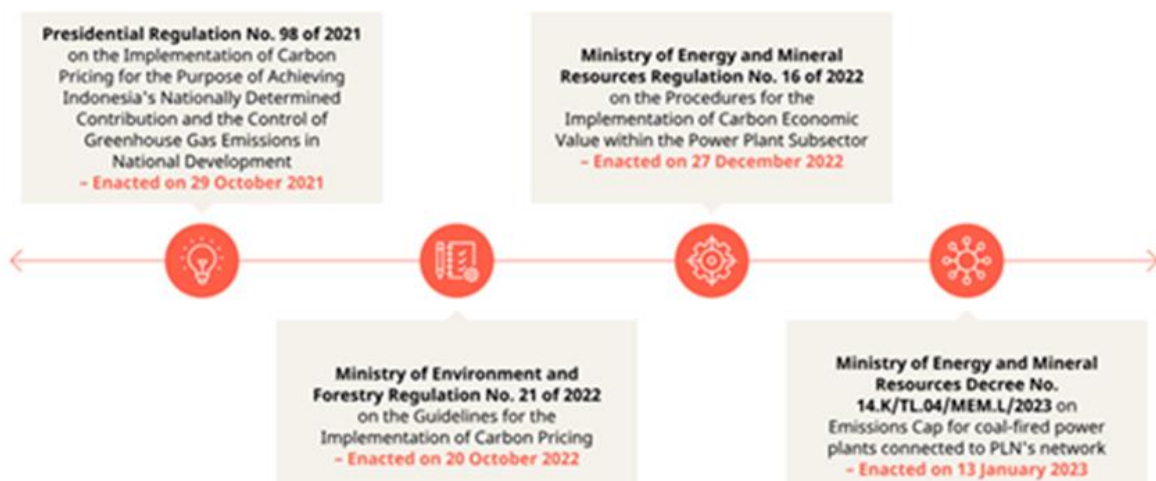 Presidential Regulation No. 98 of 2021
on the Implementation of Carbon
Pricing for the Purpose of Achieving
Indonesia's Nationally Determined
Contribution and the Control of
Greenhouse Gas Emissions in
National Development
– Enacted on 29 October 2021
Ministry of Environment and
Forestry Regulation No. 21 of 2022
on the Guidelines for the
Implementation of Carbon Pricing
– Enacted on 20 October 2022
Ministry of Energy and Mineral
Resources Regulation No. 16 of 2022
on the Procedures for the
Implementation of Carbon Economic
Value within the Power Plant Subsector
– Enacted on 27 December 2022
Ministry of Energy and Mineral
Resources Decree No.
14.K/TL.04/MEM.L/2023 on
Emissions Cap for coal-fired power
plants connected to PLN's network
– Enacted on 13 January 2023